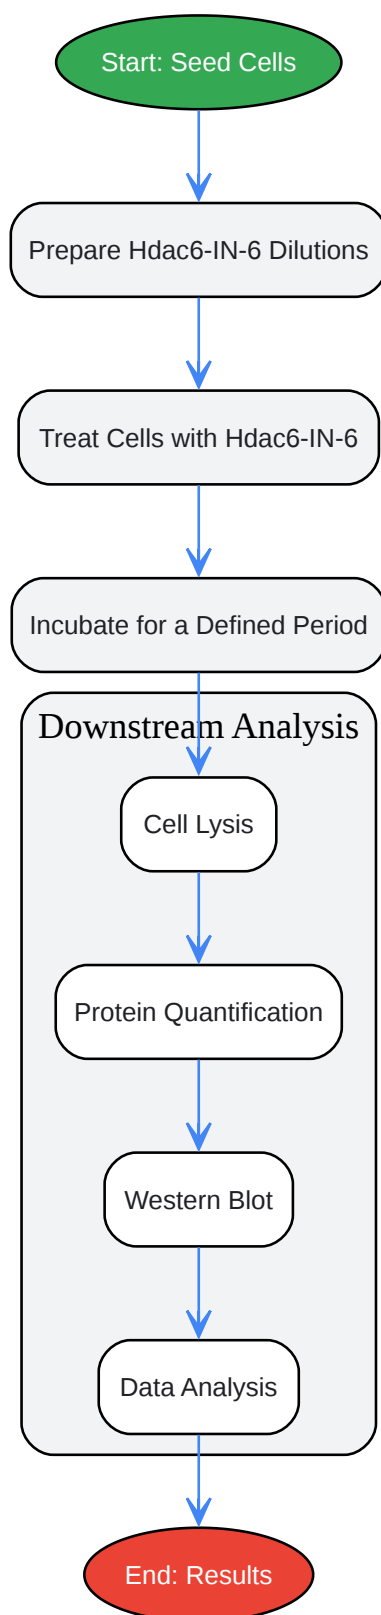 Start: Seed Cells
Prepare Hdac6-IN-6 Dilutions
Treat Cells with Hdac6-IN-6
Incubate for a Defined Period
Downstream Analysis
Cell Lysis
Protein Quantification
Western Blot
Data Analysis
End: Results